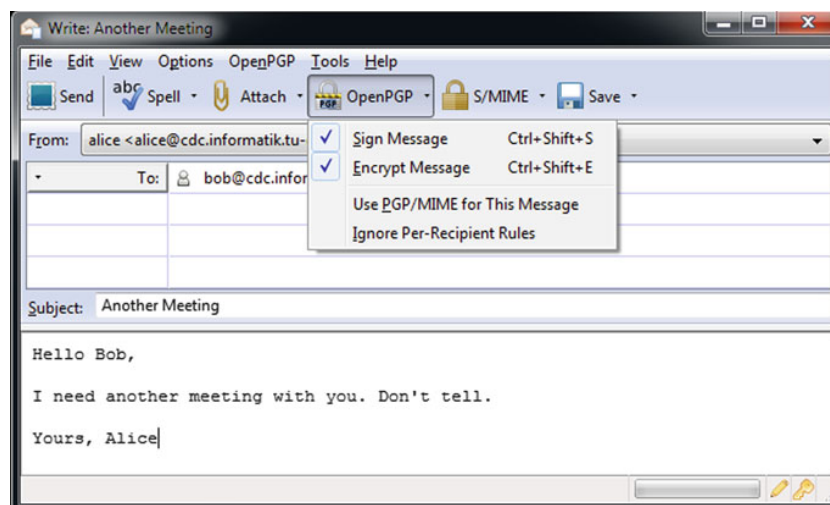 Write: Another Meeting
File Edit View Options OpenPGP Tools Help
Send abc Spell Attach PGP OpenPGP S/MIME Save
From: alice <alice@cdc.informatik.tu-
Sign Message Ctrl+Shift+S
To: bob@cdc.infor
Encrypt Message Ctrl+Shift+E
Use PGP/MIME for This Message
Ignore Per-Recipient Rules
Subject: Another Meeting
Hello Bob,
I need another meeting with you. Don't tell.
Yours, Alice